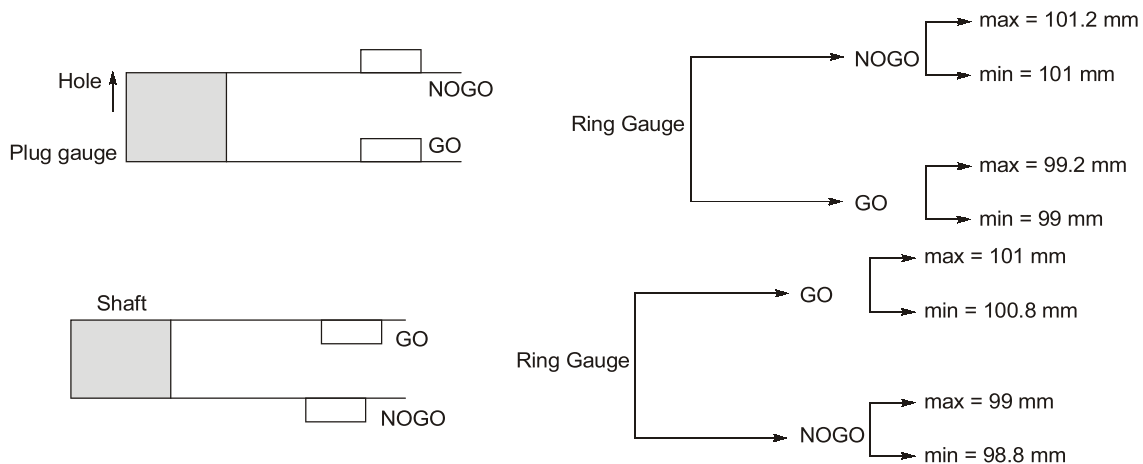 Hole
NOGO
Plug gauge
GO
Ring Gauge
NOGO
max = 101.2 mm
min = 101 mm
GO
max = 99.2 mm
min = 99 mm
Shaft
GO
NOGO
Ring Gauge
GO
max = 101 mm
min = 100.8 mm
NOGO
max = 99 mm
min = 98.8 mm